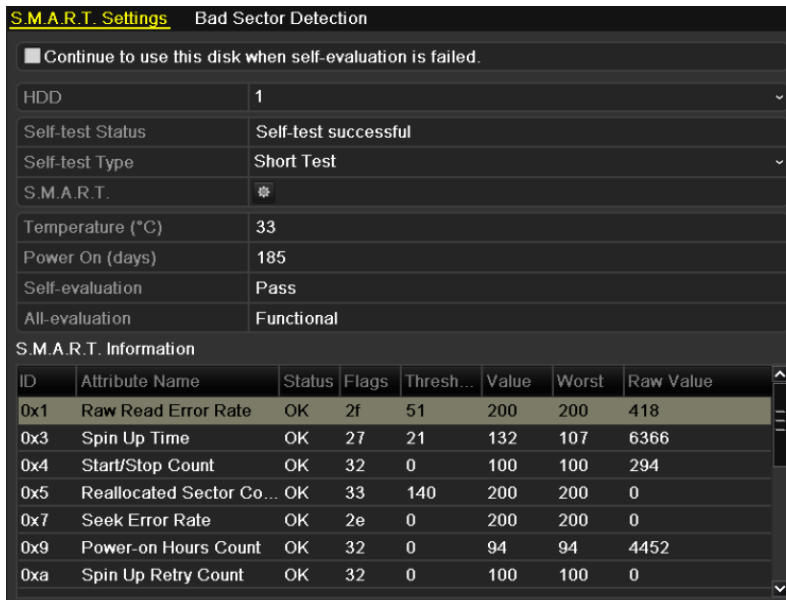 S.M.A.R.T. Settings Bad Sector Detection
Continue to use this disk when self-evaluation is failed.
HDD 1
Self-test Status Self-test successful
Self-test Type Short Test
S.M.A.R.T.
Temperature (°C) 33
Power On (days) 185
Self-evaluation Pass
All-evaluation Functional
S.M.A.R.T. Information
ID Attribute Name Status Flags Thresh... Value Worst Raw Value
0x1 Raw Read Error Rate OK 2f 51 200 200 418
0x3 Spin Up Time OK 27 21 132 107 6366
0x4 Start/Stop Count OK 32 0 100 100 294
0x5 Reallocated Sector Co... OK 33 140 200 200 0
0x7 Seek Error Rate OK 2e 0 200 200 0
0x9 Power-on Hours Count OK 32 0 94 94 4452
0xa Spin Up Retry Count OK 32 0 100 100 0